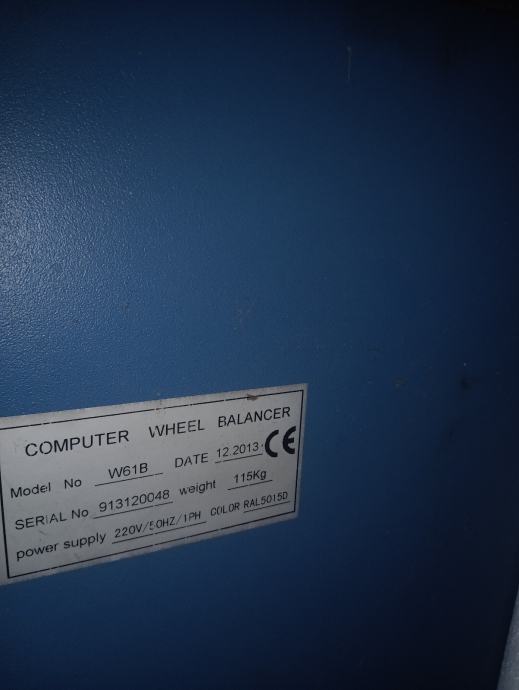 COMPUTER WHEEL BALANCER
Model No W61B DATE 12.2013. CE
SERIAL No 913120048 weight 115Kg
power supply 220V/50HZ/1PH COLOR RAL5015D